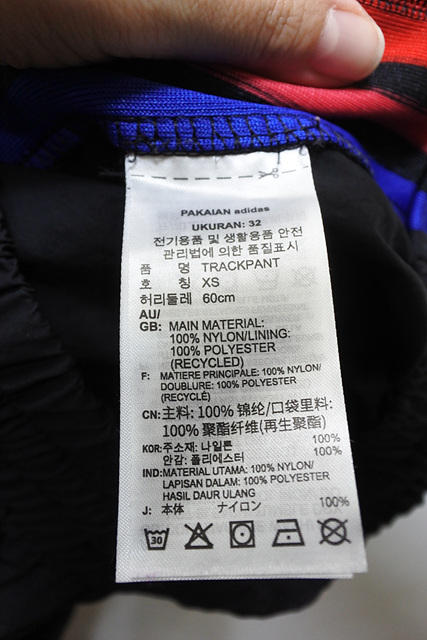 PAKAIAN adidas
UKURAN: 32
전기용품 및 생활용품 안전
관리법에 의한 품질표시
품 명 TRACKPANT
호 칭 XS
허리둘레 60cm
AU/
GB: MAIN MATERIAL:
100% NYLON/LINING:
100% POLYESTER
(RECYCLED)
F: MATIERE PRINCIPALE: 100% NYLON/
DOUBLURE: 100% POLYESTER
(RECYCLÉ)
CN: 主料: 100% 锦纶/口袋里料:
100% 聚酯纤维(再生聚酯)
KOR: 주소재: 나일론 100%
안감: 폴리에스터 100%
IND: MATERIAL UTAMA: 100% NYLON/
LAPISAN DALAM: 100% POLYESTER
HASIL DAUR ULANG
J: 本体 ナイロン 100%
30